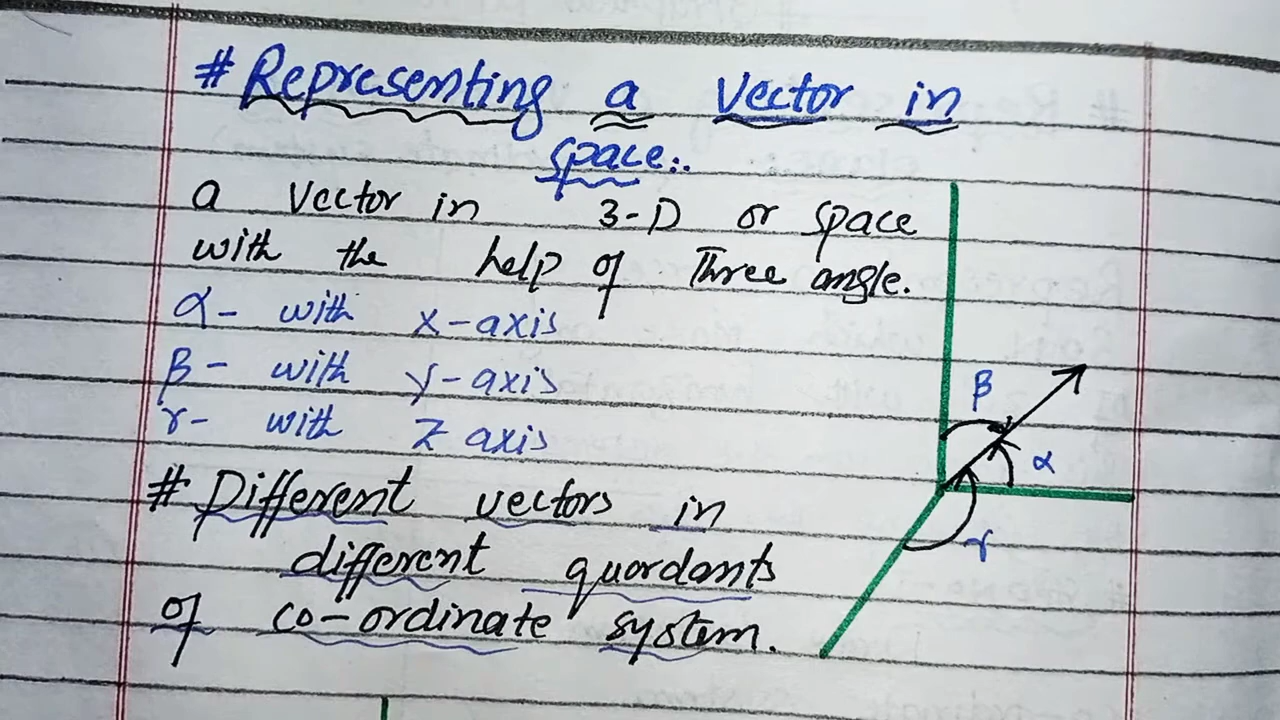 # Representing a vector in
space:.
a vector in 3-D or space
with the help of Three angle.
α- with x-axis
β- with y-axis
r- with z axis
# Different vectors in
different quordants
of co-ordinate system.
β
α
r